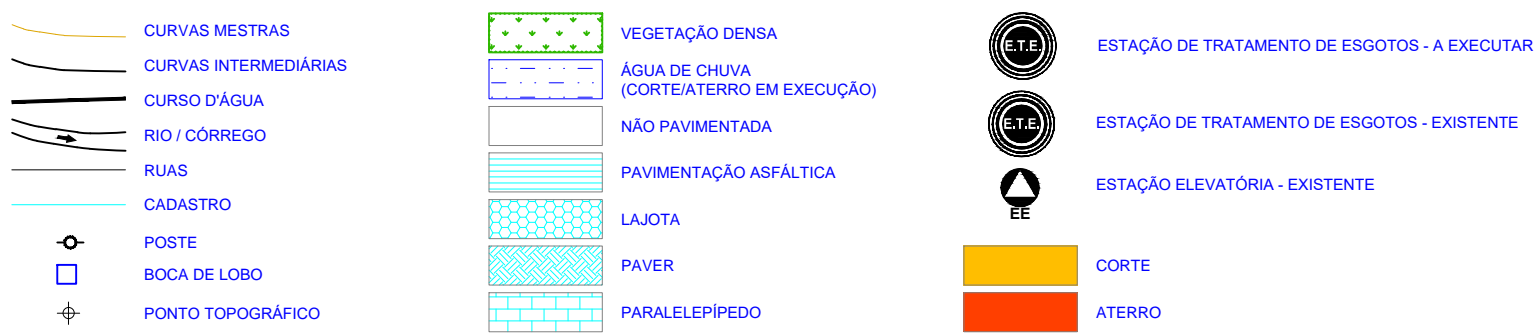 CURVAS MESTRAS
CURVAS INTERMEDIÁRIAS
CURSO D'ÁGUA
RIO / CÓRREGO
RUAS
CADASTRO
POSTE
BOCA DE LOBO
PONTO TOPOGRÁFICO
VEGETAÇÃO DENSA
ÁGUA DE CHUVA
(CORTE/ATERRO EM EXECUÇÃO)
NÃO PAVIMENTADA
PAVIMENTAÇÃO ASFÁLTICA
LAJOTA
PAVER
PARALELEPÍPEDO
E.T.E.
ESTAÇÃO DE TRATAMENTO DE ESGOTOS - A EXECUTAR
E.T.E.
ESTAÇÃO DE TRATAMENTO DE ESGOTOS - EXISTENTE
EE
ESTAÇÃO ELEVATÓRIA - EXISTENTE
CORTE
ATERRO